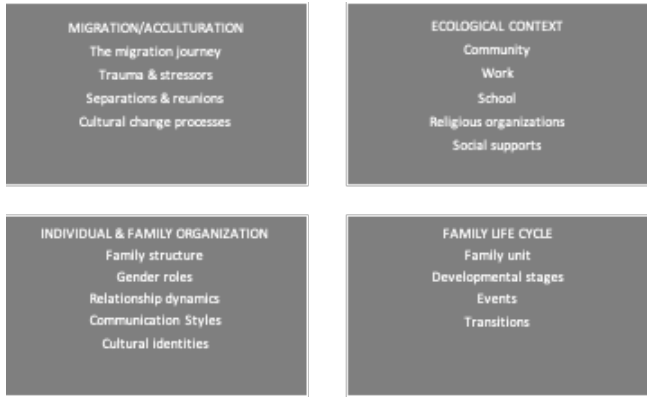 MIGRATION/ACCULTURATION
The migration journey
Trauma & stressors
Separations & reunions
Cultural change processes
ECOLOGICAL CONTEXT
Community
Work
School
Religious organizations
Social supports
INDIVIDUAL & FAMILY ORGANIZATION
Family structure
Gender roles
Relationship dynamics
Communication Styles
Cultural identities
FAMILY LIFE CYCLE
Family unit
Developmental stages
Events
Transitions